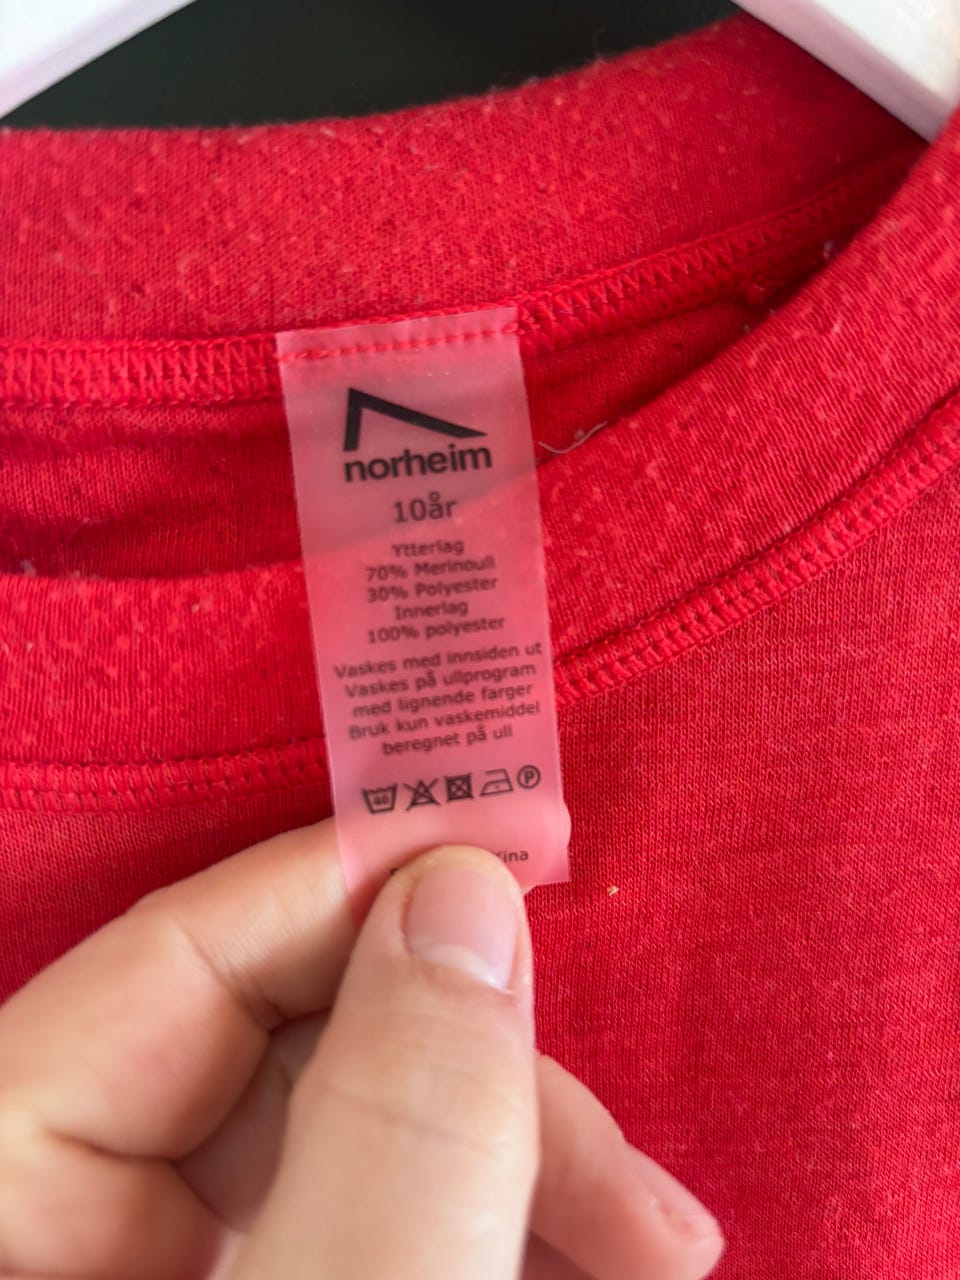 norheim
10år
Ytterlag
70% Merinoull
30% Polyester
Innerlag
100% polyester
Vaskes med innsiden ut
Vaskes på ullprogram
med lignende farger
Bruk kun vaskemiddel
beregnet på ull
40 P